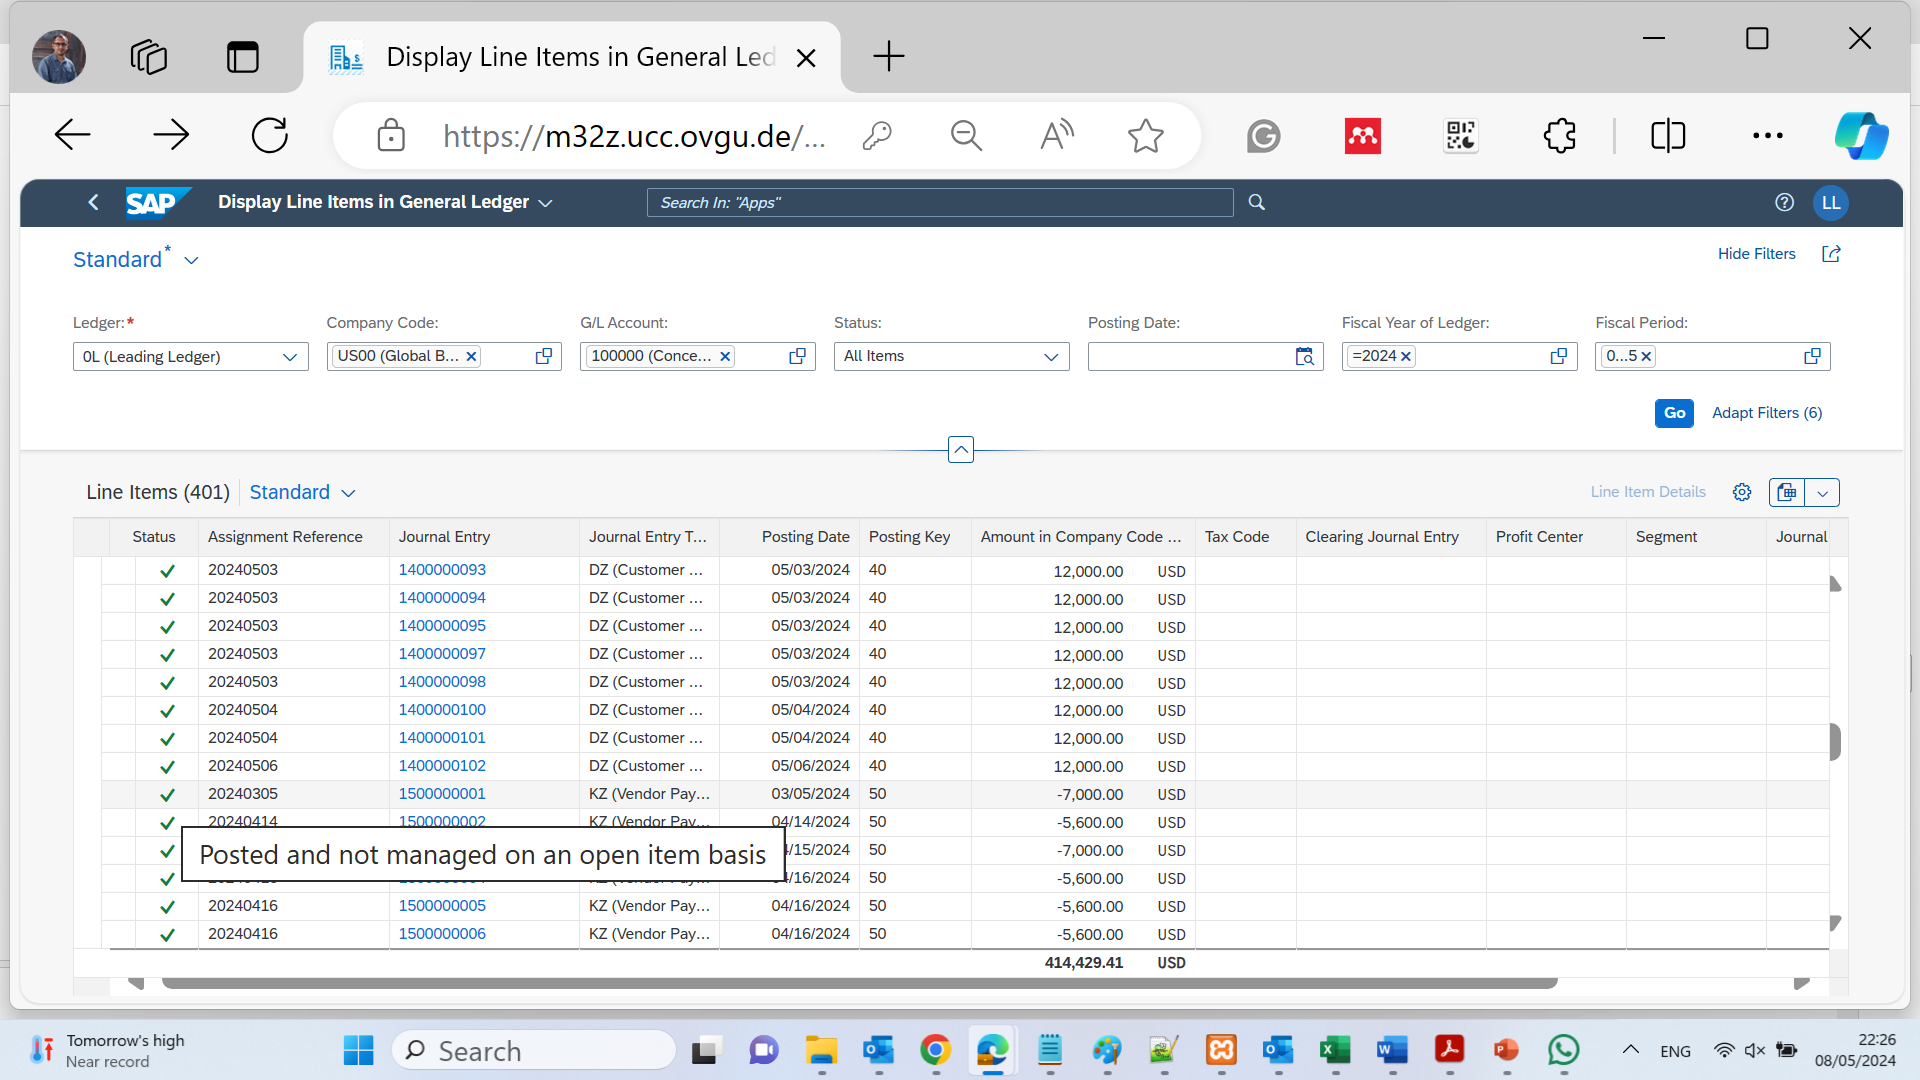 Display Line Items in General Led
https://m32z.ucc.ovgu.de/...
SAP Display Line Items in General Ledger
Search In: "Apps"
LL
Standard*
Hide Filters
Ledger:* Company Code: G/L Account: Status: Posting Date: Fiscal Year of Ledger: Fiscal Period:
0L (Leading Ledger) US00 (Global B... 100000 (Conce... All Items =2024 0...5
Go Adapt Filters (6)
Line Items (401) Standard
Line Item Details
Status Assignment Reference Journal Entry Journal Entry T... Posting Date Posting Key Amount in Company Code ... Tax Code Clearing Journal Entry Profit Center Segment Journal
20240503 1400000093 DZ (Customer ... 05/03/2024 40 12,000.00 USD
20240503 1400000094 DZ (Customer ... 05/03/2024 40 12,000.00 USD
20240503 1400000095 DZ (Customer ... 05/03/2024 40 12,000.00 USD
20240503 1400000097 DZ (Customer ... 05/03/2024 40 12,000.00 USD
20240503 1400000098 DZ (Customer ... 05/03/2024 40 12,000.00 USD
20240504 1400000100 DZ (Customer ... 05/04/2024 40 12,000.00 USD
20240504 1400000101 DZ (Customer ... 05/04/2024 40 12,000.00 USD
20240506 1400000102 DZ (Customer ... 05/06/2024 40 12,000.00 USD
20240305 1500000001 KZ (Vendor Pay... 03/05/2024 50 -7,000.00 USD
20240414 1500000002 KZ (Vendor Pay... 04/14/2024 50 -5,600.00 USD
/15/2024 50 -7,000.00 USD
Posted and not managed on an open item basis
/16/2024 50 -5,600.00 USD
20240416 1500000005 KZ (Vendor Pay... 04/16/2024 50 -5,600.00 USD
20240416 1500000006 KZ (Vendor Pay... 04/16/2024 50 -5,600.00 USD
414,429.41 USD
Tomorrow's high
Near record
Search
ENG
22:26
08/05/2024